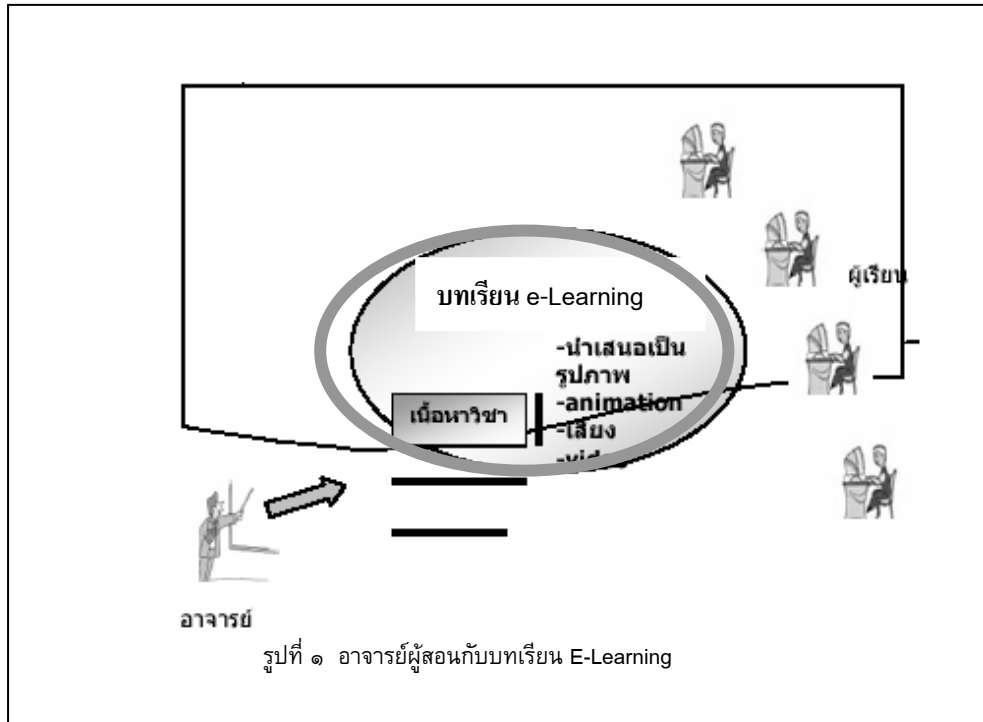 บทเรียน e-Learning
ผู้เรียน
-นำเสนอเป็น
รูปภาพ
-animation
-เสียง
-video
เนื้อหาวิชา
อาจารย์
รูปที่ ๑ อาจารย์ผู้สอนกับบทเรียน E-Learning